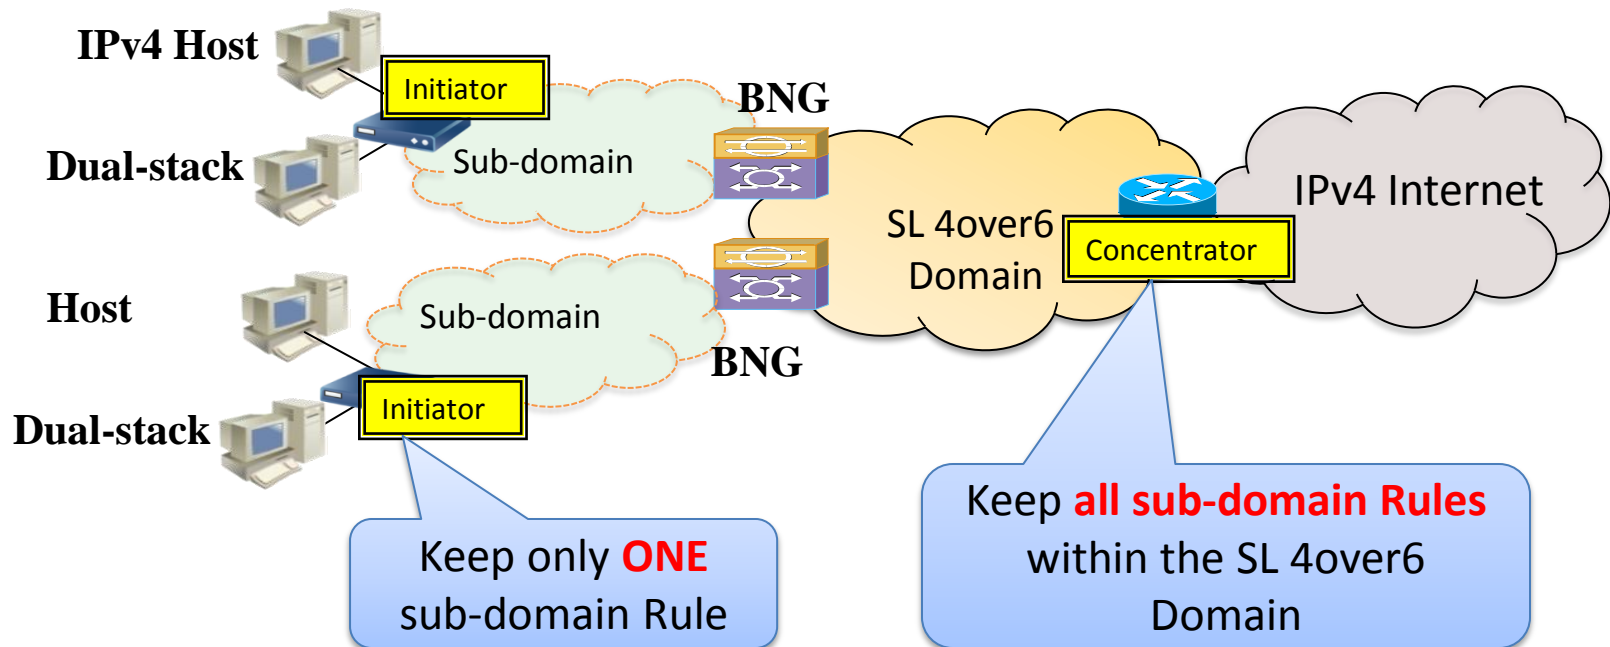 IPv4 Host
Initiator
BNG
Dual-stack
Sub-domain
IPv4 Internet
SL 4over6
Domain
Concentrator
Host
Sub-domain
BNG
Initiator
Dual-stack
Keep only ONE
sub-domain Rule
Keep all sub-domain Rules
within the SL 4over6
Domain